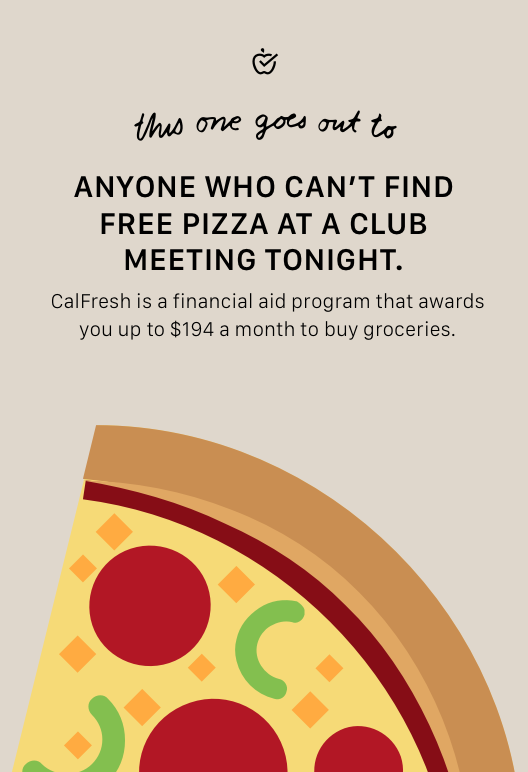 this one goes out to
ANYONE WHO CAN'T FIND
FREE PIZZA AT A CLUB
MEETING TONIGHT.
CalFresh is a financial aid program that awards
you up to $194 a month to buy groceries.